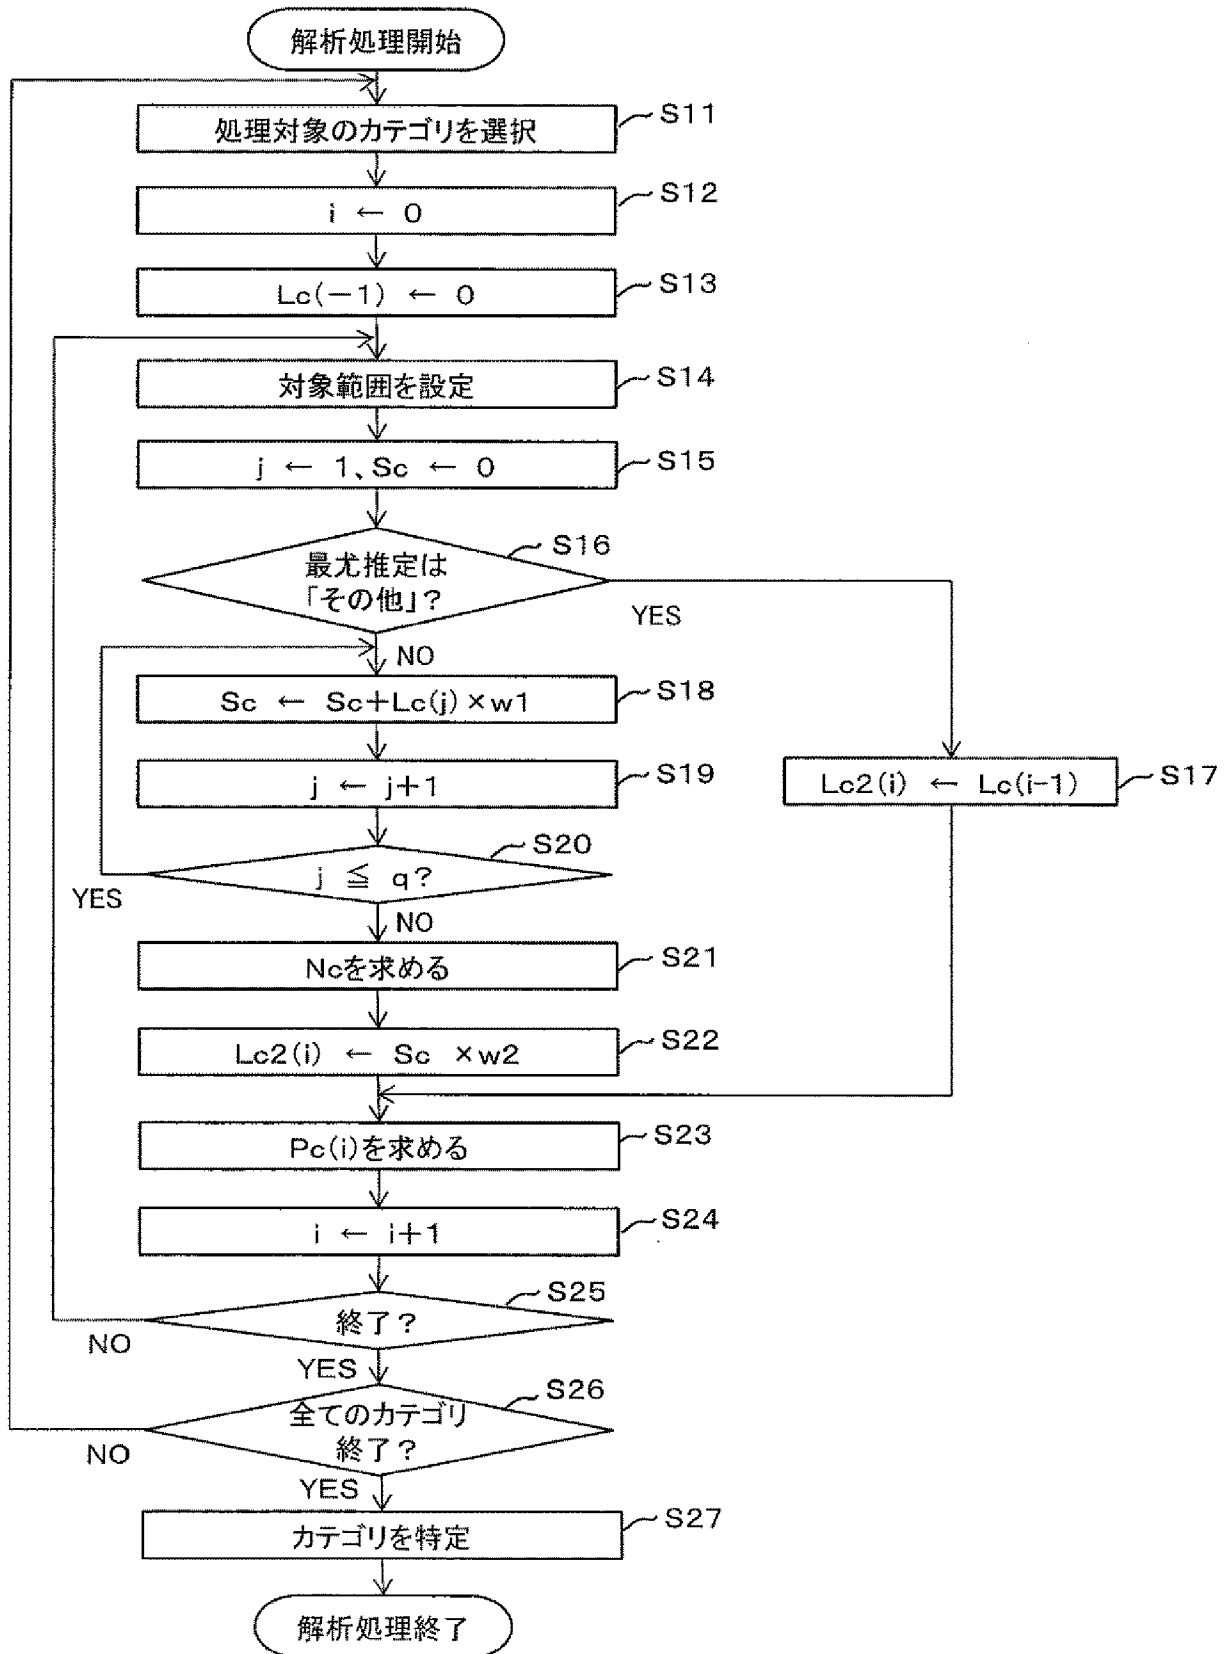 解析処理開始
処理対象のカテゴリを選択
S11
i ← 0
S12
Lc(−1) ← 0
S13
対象範囲を設定
S14
j ← 1、Sc ← 0
S15
最尤推定は
「その他」?
S16
YES
NO
Sc ← Sc+Lc(j)×w1
S18
j ← j+1
S19
Lc2(i) ← Lc(i-1)
S17
j ≦ q?
S20
YES
NO
Ncを求める
S21
Lc2(i) ← Sc ×w2
S22
Pc(i)を求める
S23
i ← i+1
S24
終了?
S25
NO
YES
全てのカテゴリ
終了?
S26
NO
YES
カテゴリを特定
S27
解析処理終了